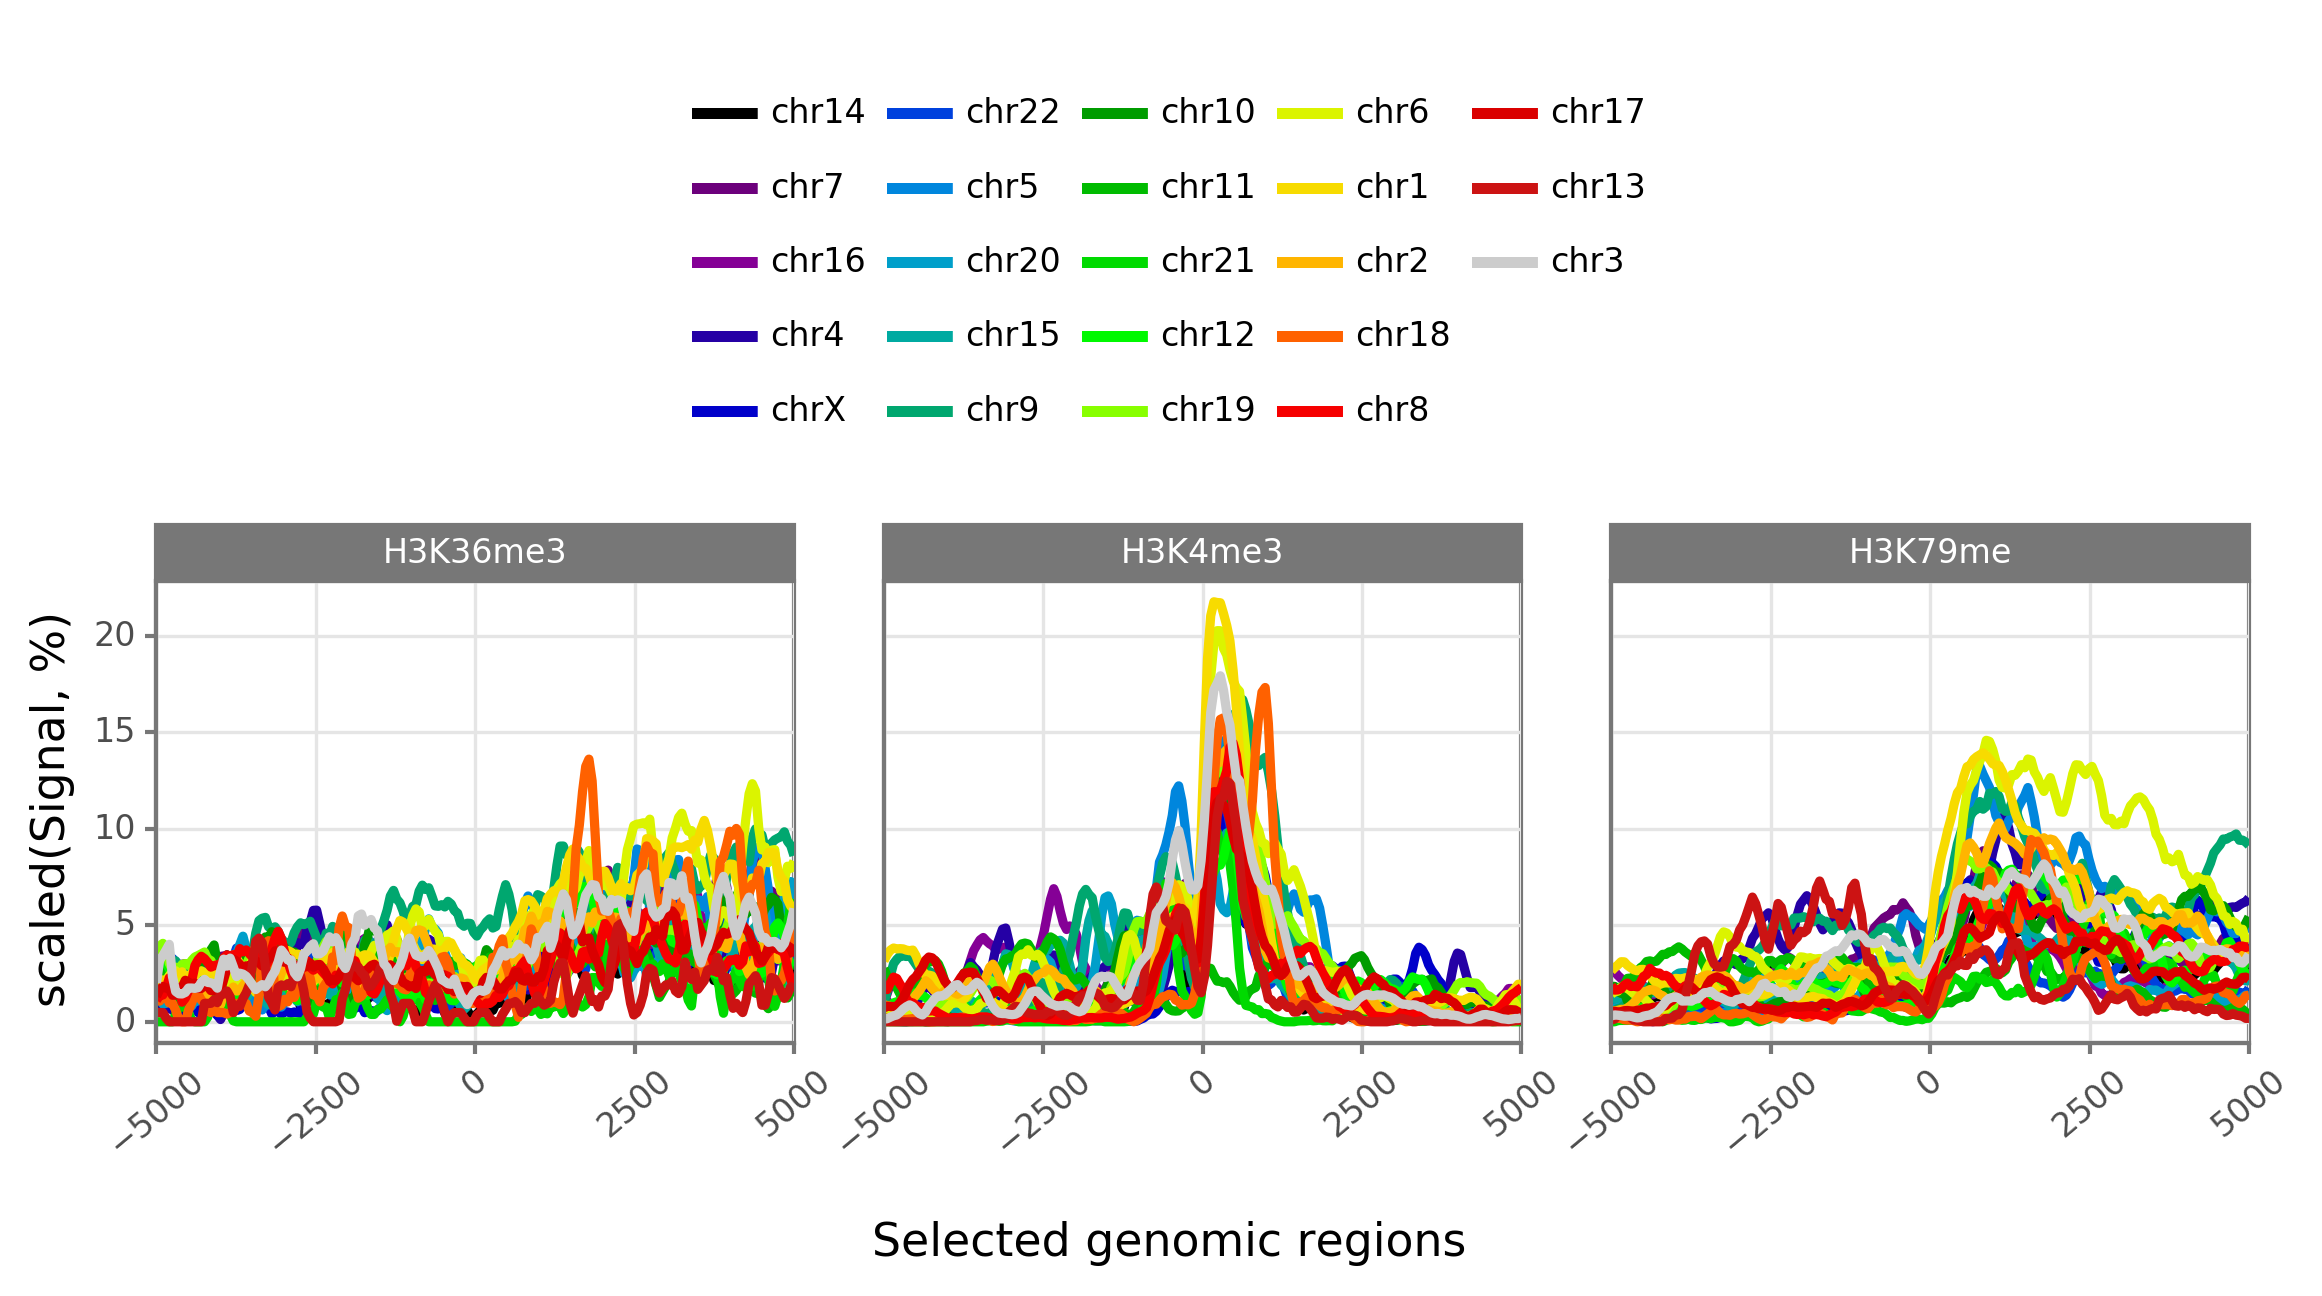 chr14 chr22 chr10 chr6 chr17
chr7 chr5 chr11 chr1 chr13
chr16 chr20 chr21 chr2 chr3
chr4 chr15 chr12 chr18
chrX chr9 chr19 chr8
H3K36me3 H3K4me3 H3K79me
scaled(Signal, %)
20
15
10
5
0
−5000 −2500 0 2500 5000 −5000 −2500 0 2500 5000 −5000 −2500 0 2500 5000
Selected genomic regions